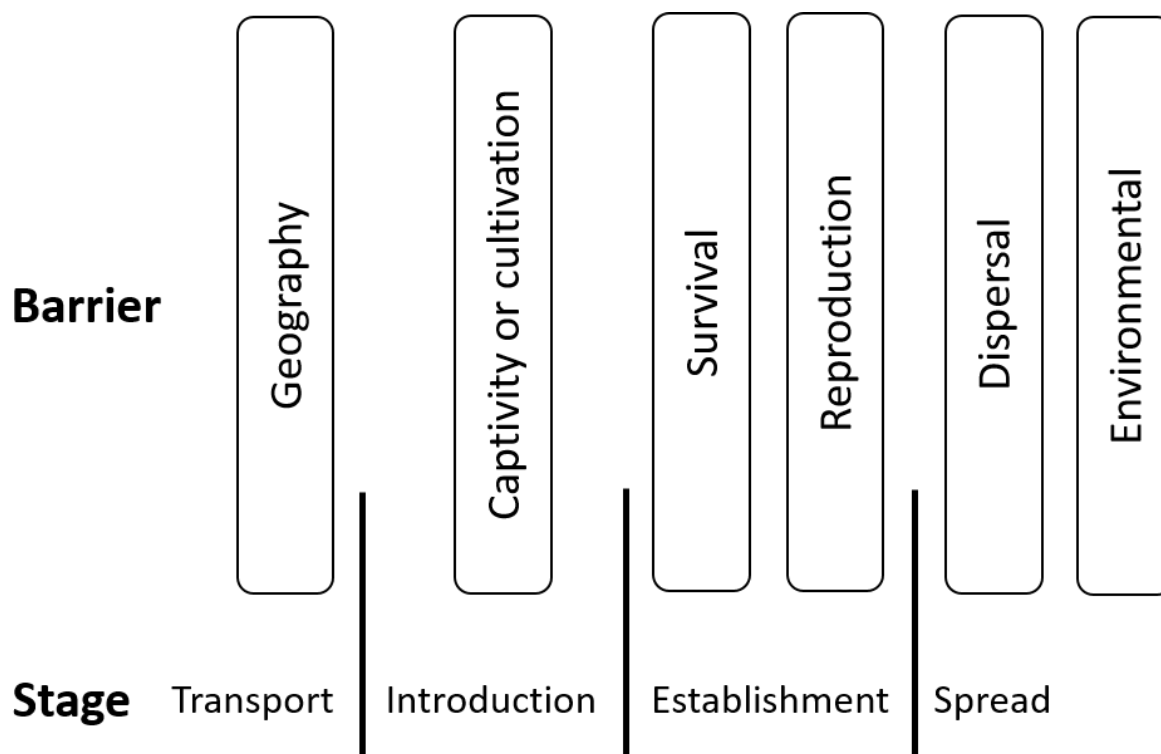 Barrier
Geography
Captivity or cultivation
Survival
Reproduction
Dispersal
Environmental
Stage
Transport
Introduction
Establishment
Spread